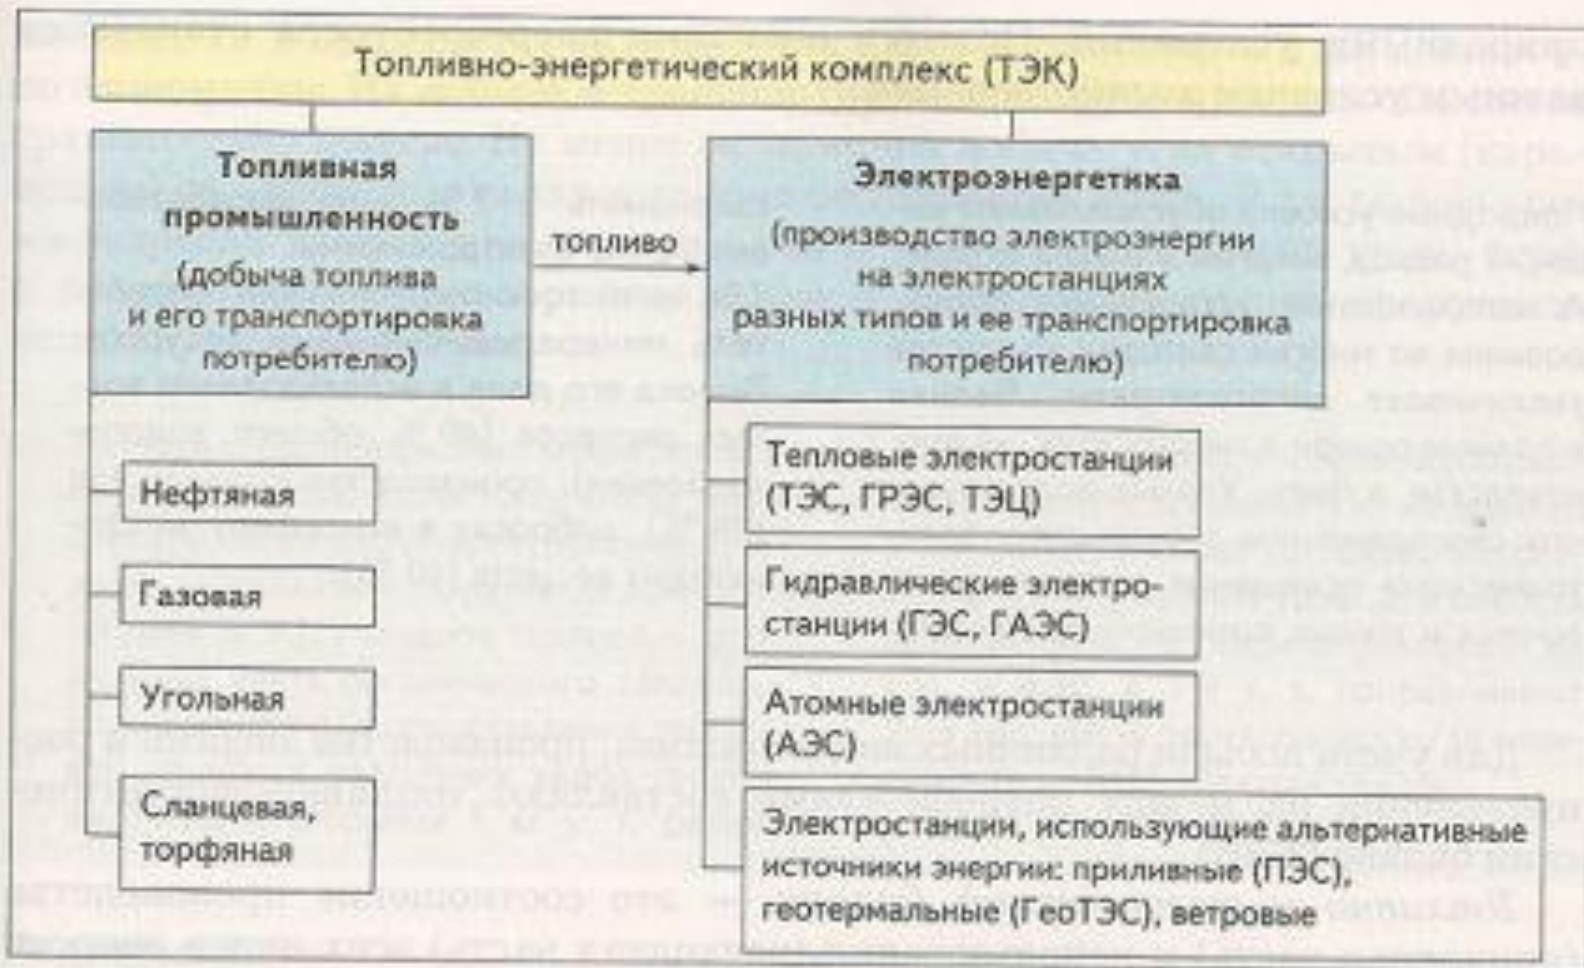 Топливно-энергетический комплекс (ТЭК)
Топливная
промышленность
(добыча топлива
и его транспортировка
потребителю)
топливо
Электроэнергетика
(производство электроэнергии
на электростанциях
разных типов и ее транспортировка
потребителю)
Нефтяная
Газовая
Угольная
Сланцевая,
торфяная
Тепловые электростанции
(ТЭС, ГРЭС, ТЭЦ)
Гидравлические электро-
станции (ГЭС, ГАЭС)
Атомные электростанции
(АЭС)
Электростанции, использующие альтернативные
источники энергии: приливные (ПЭС),
геотермальные (ГеоТЭС), ветровые